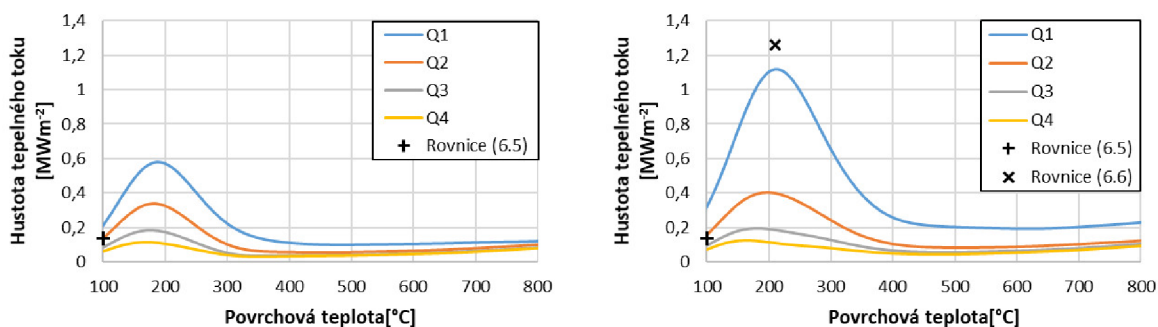 Hustota tepelného toku
[MWm⁻²]
1,4
1,2
1
0,8
0,6
0,4
0,2
0
100 200 300 400 500 600 700 800
Povrchová teplota[°C]
Q1
Q2
Q3
Q4
Rovnice (6.5)
Hustota tepelného toku
[MWm⁻²]
1,4
1,2
1
0,8
0,6
0,4
0,2
0
100 200 300 400 500 600 700 800
Povrchová teplota[°C]
Q1
Q2
Q3
Q4
Rovnice (6.5)
Rovnice (6.6)